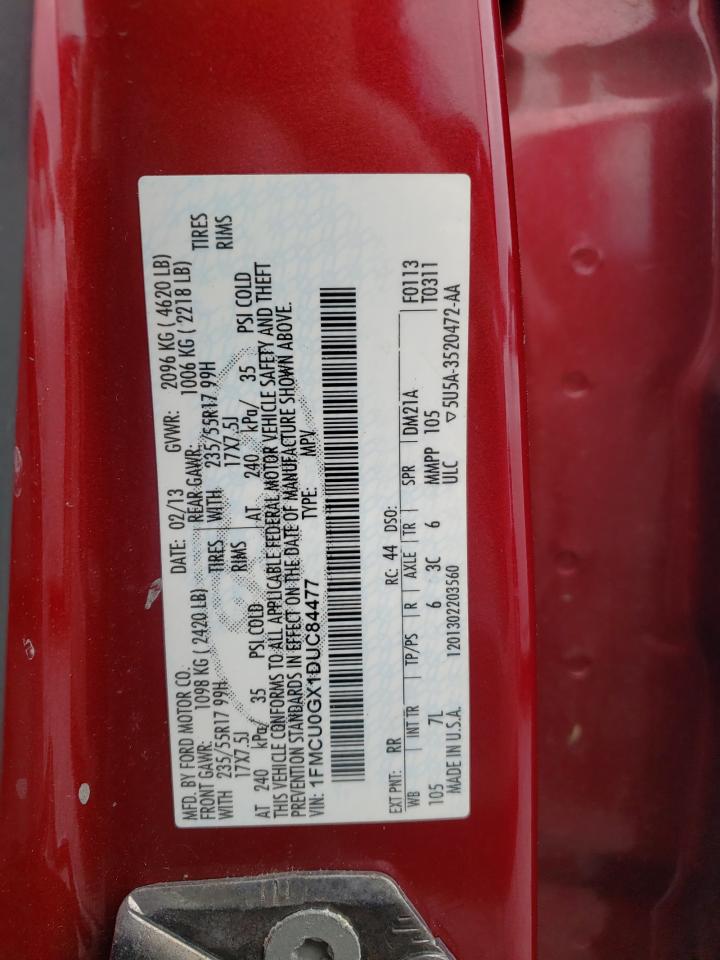 MFD. BY FORD MOTOR CO. DATE: 02/13 GVWR: 2096 KG ( 4620 LB)
FRONT GAWR: 1098 KG ( 2420 LB) REAR GAWR: 1006 KG ( 2218 LB)
WITH 235/55R17 99H TIRES WITH 235/55R17 99H TIRES
17X7.5J RIMS 17X7.5J RIMS
AT 240 kPa/ 35 PSI COLD AT 240 kPa/ 35 PSI COLD
THIS VEHICLE CONFORMS TO ALL APPLICABLE FEDERAL MOTOR VEHICLE SAFETY AND THEFT
PREVENTION STANDARDS IN EFFECT ON THE DATE OF MANUFACTURE SHOWN ABOVE.
VIN: 1FMCU0GX1DUC84477 TYPE: MPV
F0113
T0311
EXT PNT: RR RC: 44 DSO:
WB INT TR TP/PS R AXLE TR SPR DM21A
105 7L 6 3C 6 MMPP 105
MADE IN U.S.A. 1201302203560 ULC ▽5U5A-3520472-AA